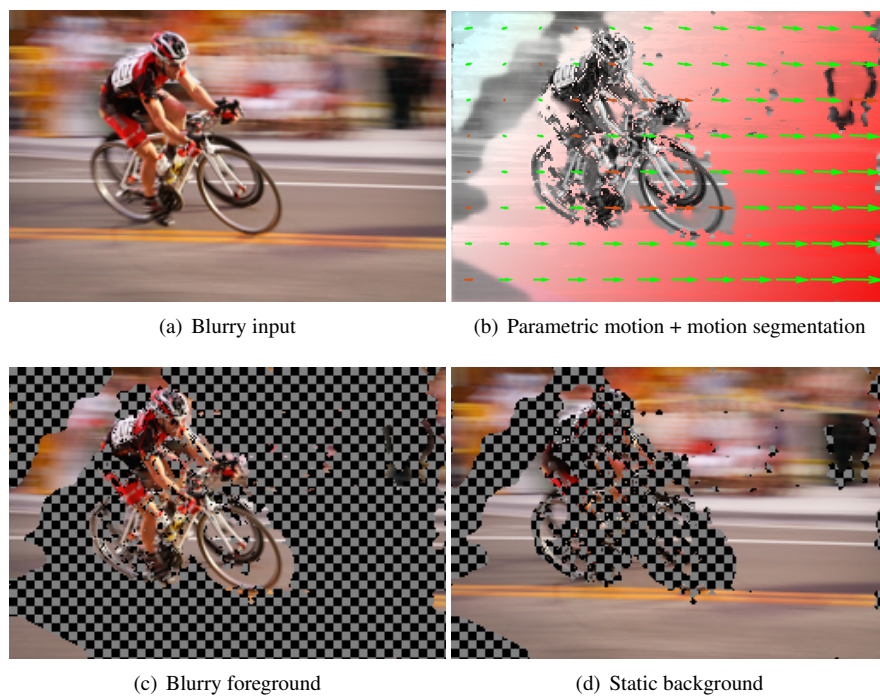 (a) Blurry input
(b) Parametric motion + motion segmentation
(c) Blurry foreground
(d) Static background